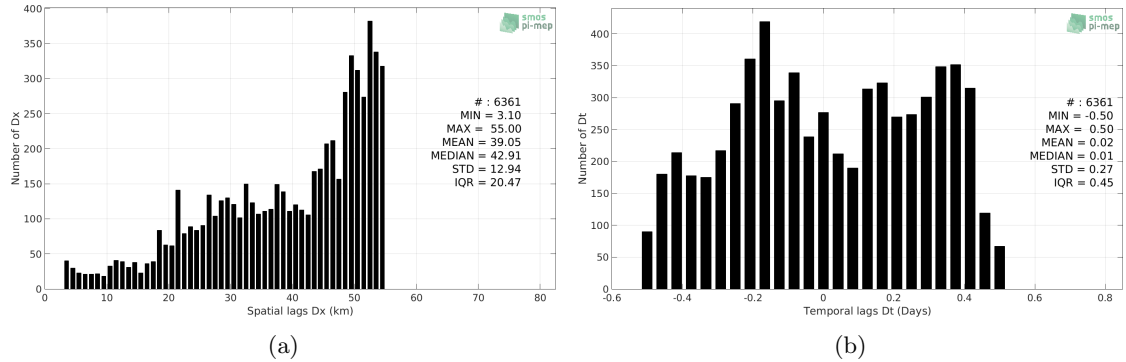 400
350
300
250
200
150
100
50
0
Number of Dx
0 10 20 30 40 50 60 70 80
Spatial lags Dx (km)
smos
pi-mep
# : 6361
MIN = 3.10
MAX = 55.00
MEAN = 39.05
MEDIAN = 42.91
STD = 12.94
IQR = 20.47
(a)
400
350
300
250
200
150
100
50
0
Number of Dt
-0.6 -0.4 -0.2 0 0.2 0.4 0.6 0.8
Temporal lags Dt (Days)
smos
pi-mep
# : 6361
MIN = -0.50
MAX = 0.50
MEAN = 0.02
MEDIAN = 0.01
STD = 0.27
IQR = 0.45
(b)